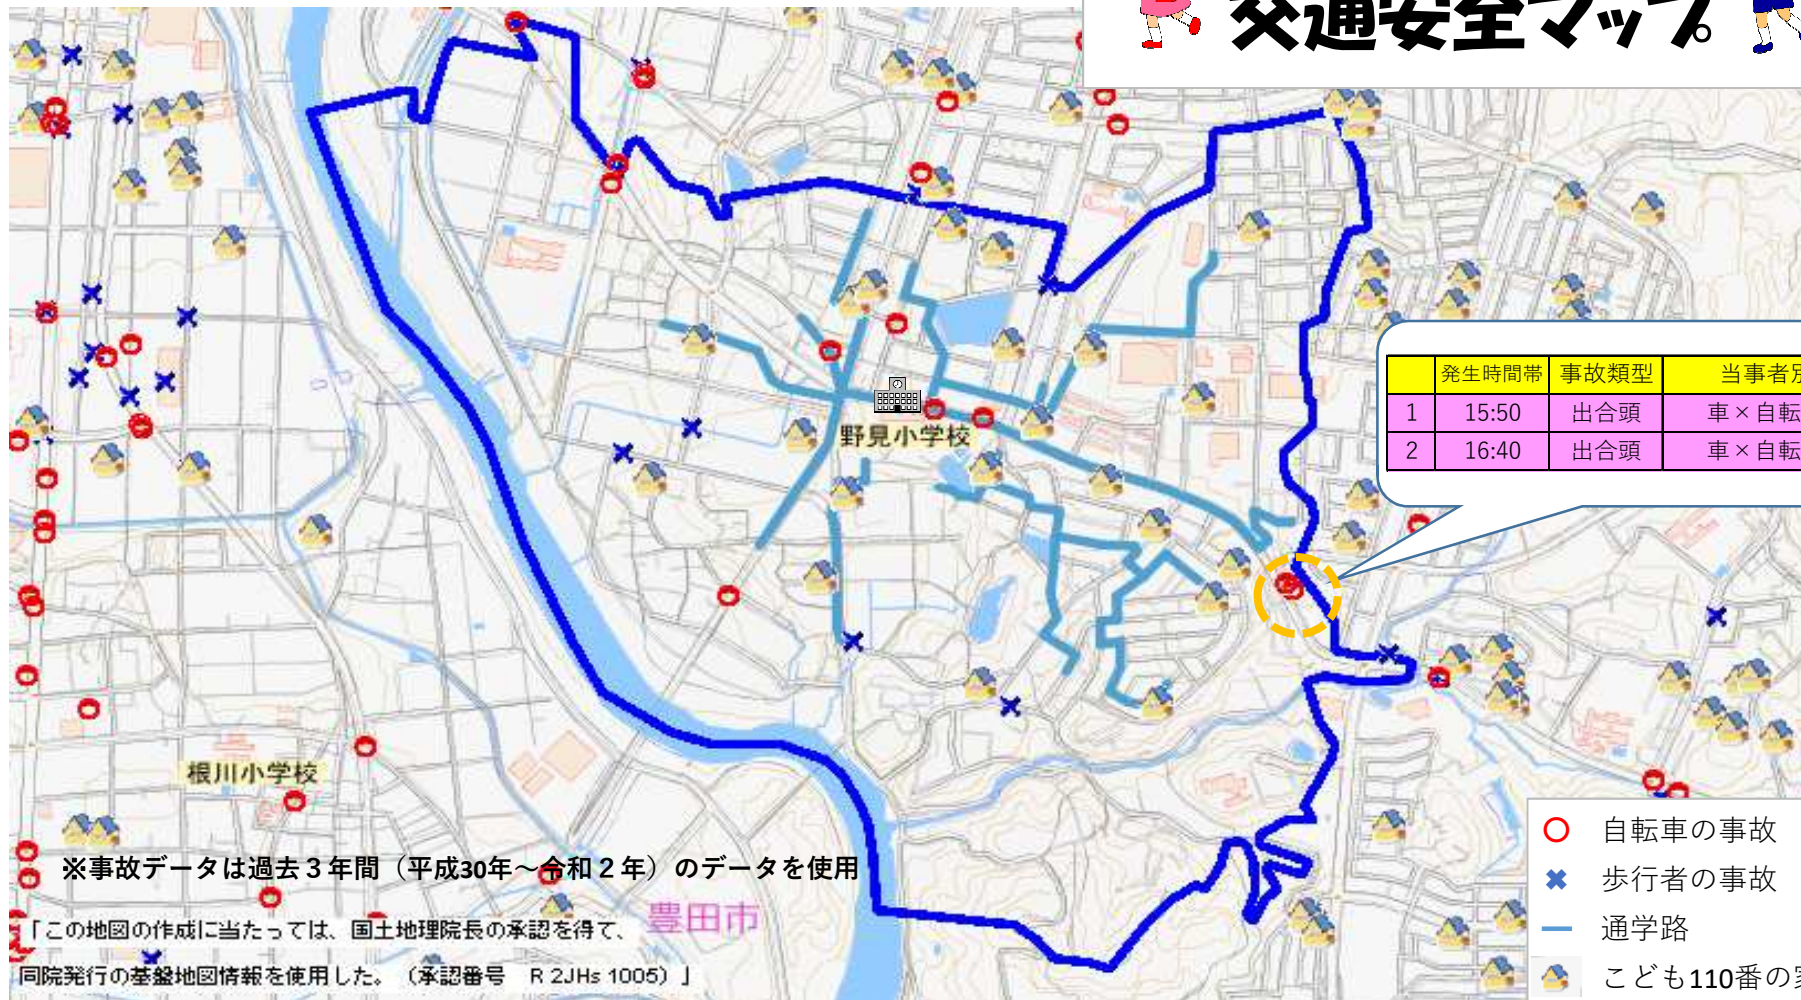 交通安全マップ
発生時間帯 事故類型 当事者別
1 15:50 出合頭 車×自転
2 16:40 出合頭 車×自転
野見小学校
根川小学校
※事故データは過去３年間（平成30年～令和２年）のデータを使用
豊田市
「この地図の作成に当たっては、国土地理院長の承認を得て、
同院発行の基盤地図情報を使用した。（承認番号 R 2JHs 1005）」
自転車の事故
歩行者の事故
通学路
こども110番の家